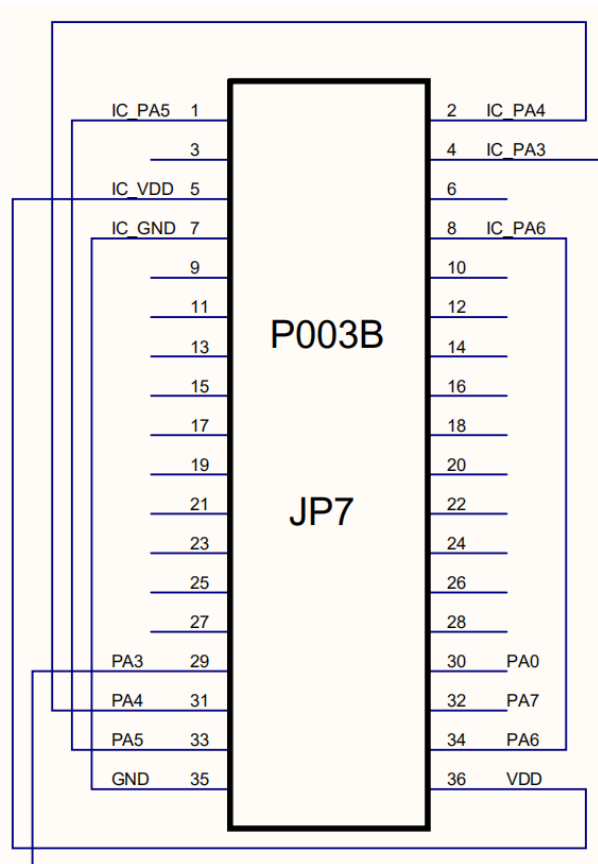 IC_PA5 1 2 IC_PA4
3 4 IC_PA3
IC_VDD 5 6
IC_GND 7 8 IC_PA6
9 10
11 12
P003B
13 14
15 16
17 18
19 20
JP7
21 22
23 24
25 26
27 28
PA3 29 30 PA0
PA4 31 32 PA7
PA5 33 34 PA6
GND 35 36 VDD